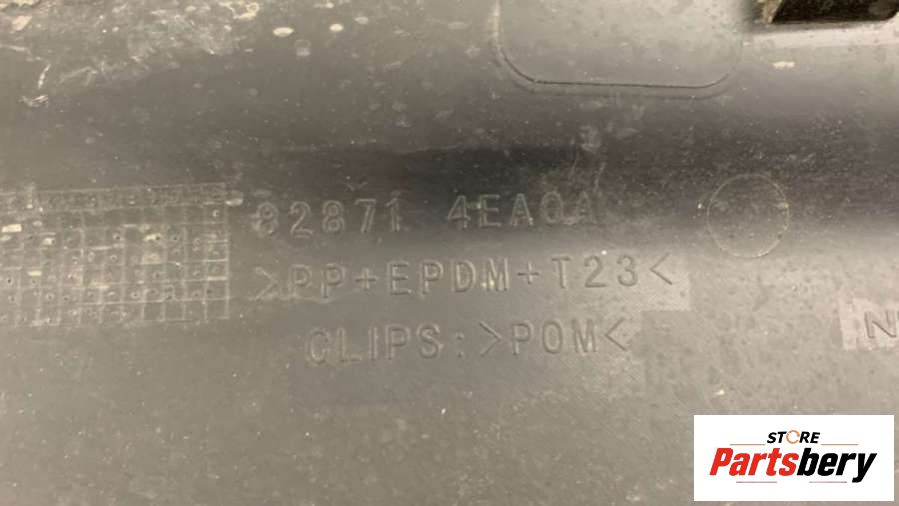 82871 4EA0A
>PP+EPDM+T23<
CLIPS:>POM<
STORE
Partsbery